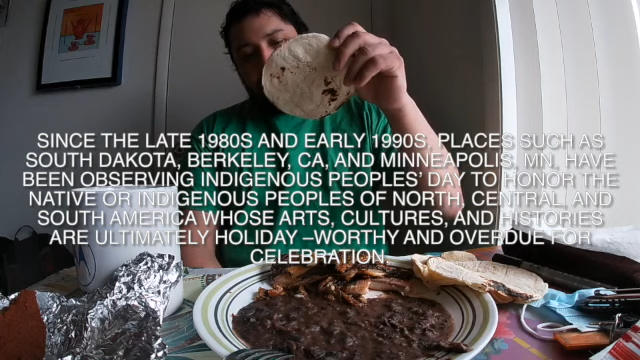 SINCE THE LATE 1980S AND EARLY 1990S, PLACES SUCH AS
SOUTH DAKOTA, BERKELEY, CA, AND MINNEAPOLIS, MN, HAVE
BEEN OBSERVING INDIGENOUS PEOPLES' DAY TO HONOR THE
NATIVE OR INDIGENOUS PEOPLES OF NORTH, CENTRAL, AND
SOUTH AMERICA WHOSE ARTS, CULTURES, AND HISTORIES
ARE ULTIMATELY HOLIDAY –WORTHY AND OVERDUE FOR
CELEBRATION.